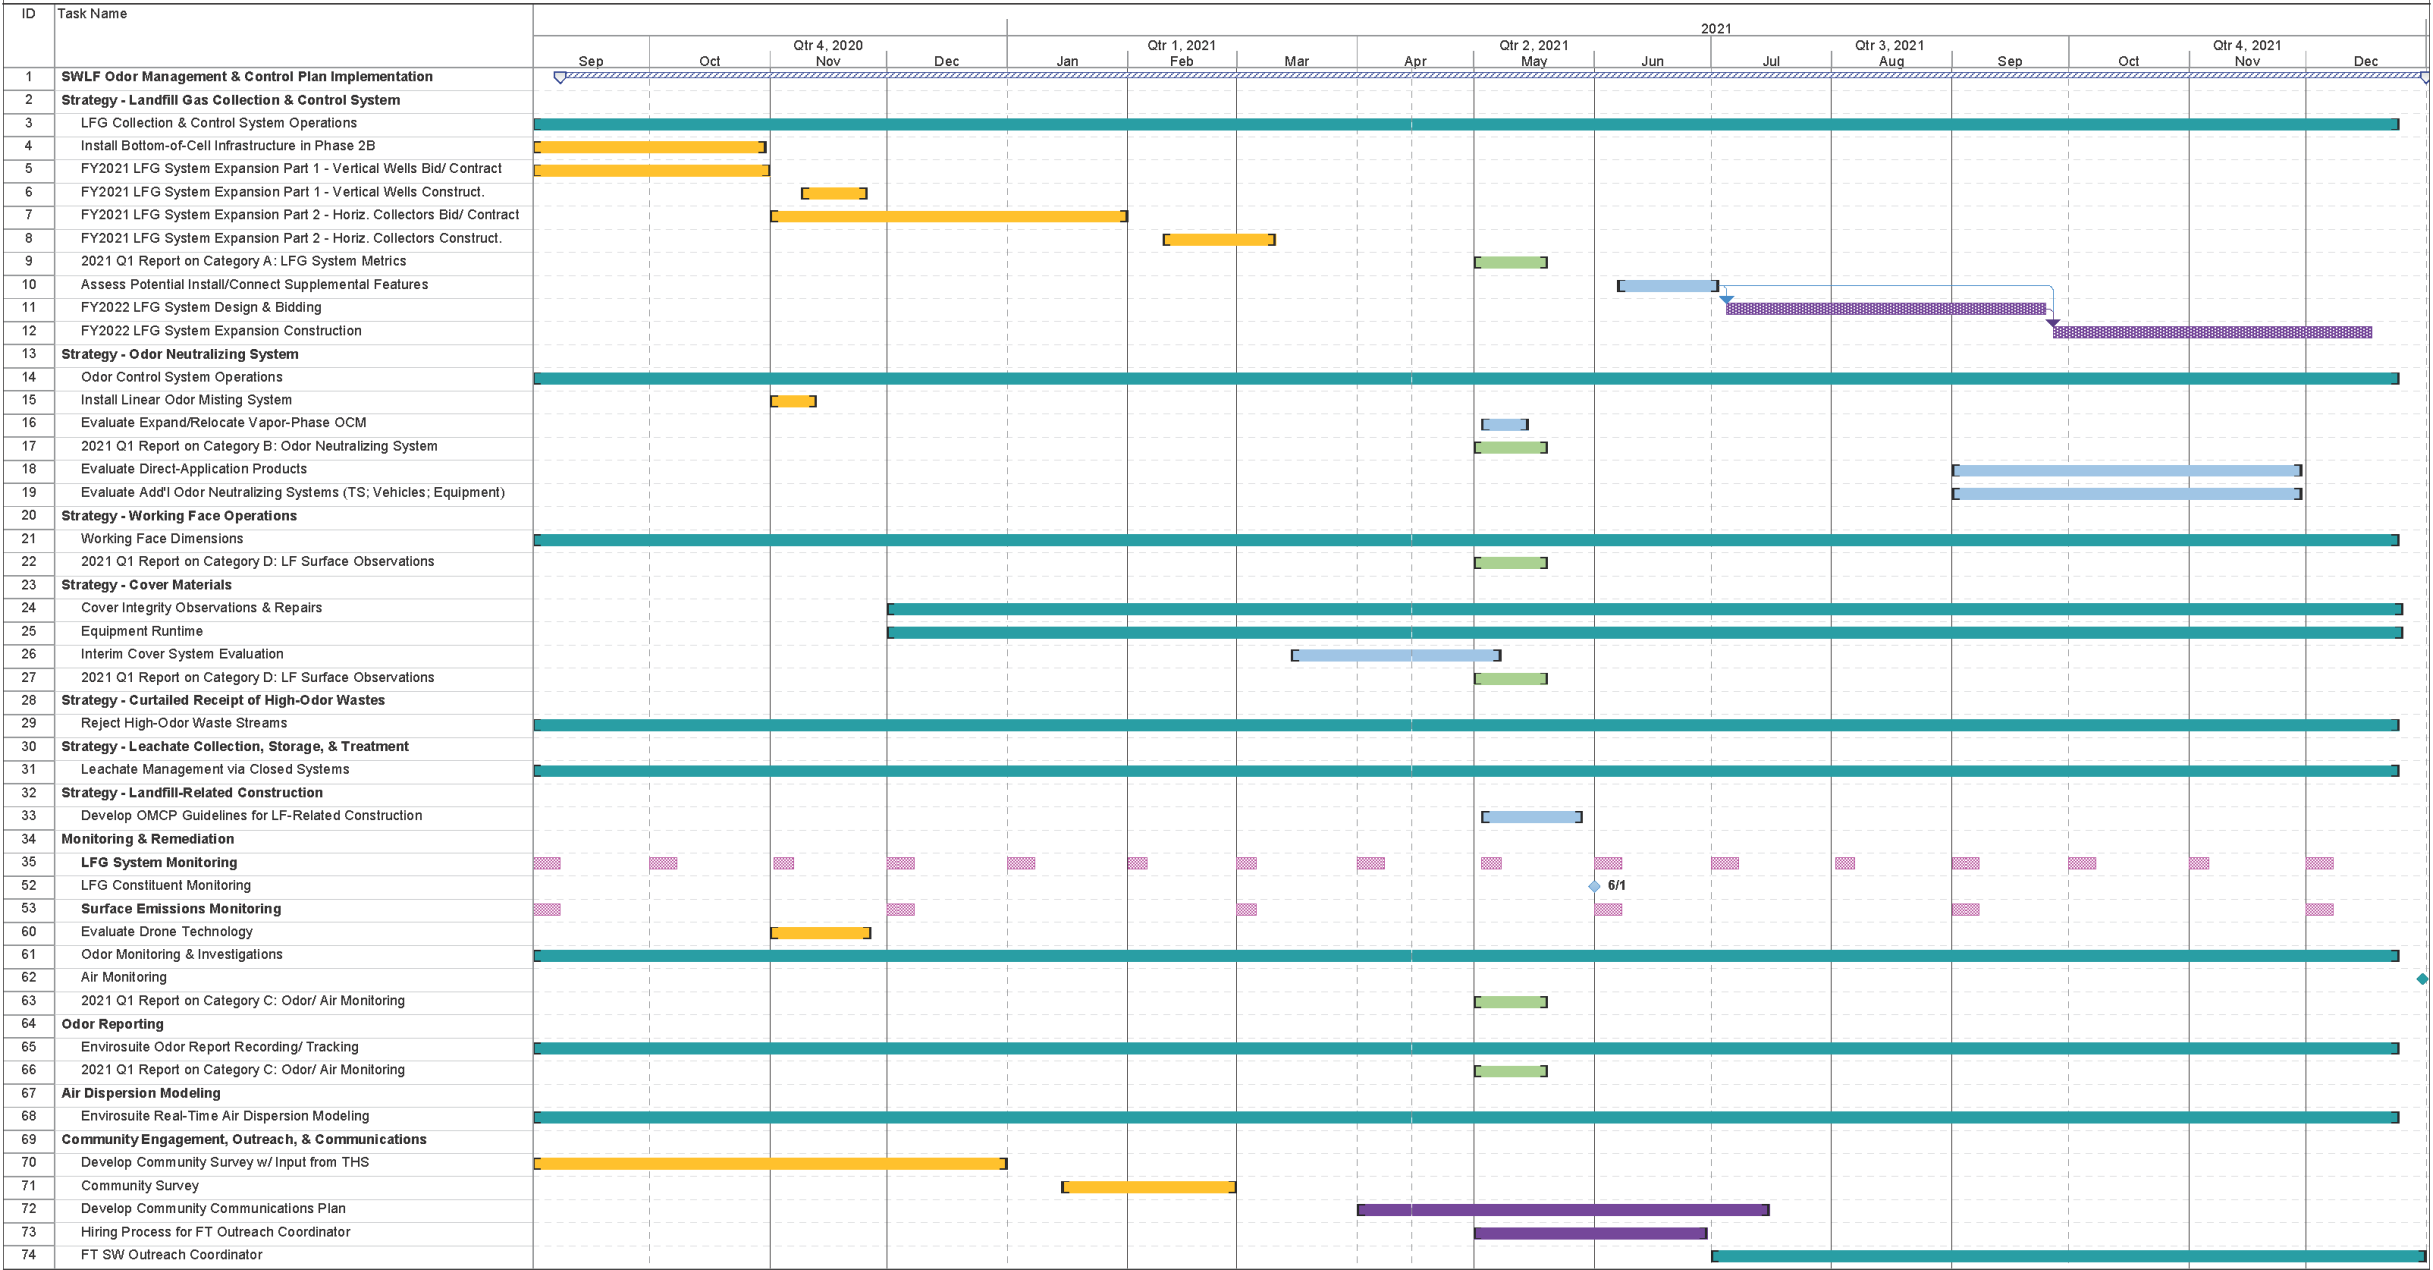 ID Task Name
2021
Qtr 4, 2020 Qtr 1, 2021 Qtr 2, 2021 Qtr 3, 2021 Qtr 4, 2021
Sep Oct Nov Dec Jan Feb Mar Apr May Jun Jul Aug Sep Oct Nov Dec
1 SWLF Odor Management & Control Plan Implementation
2 Strategy - Landfill Gas Collection & Control System
3 LFG Collection & Control System Operations
4 Install Bottom-of-Cell Infrastructure in Phase 2B
5 FY2021 LFG System Expansion Part 1 - Vertical Wells Bid/ Contract
6 FY2021 LFG System Expansion Part 1 - Vertical Wells Construct.
7 FY2021 LFG System Expansion Part 2 - Horiz. Collectors Bid/ Contract
8 FY2021 LFG System Expansion Part 2 - Horiz. Collectors Construct.
9 2021 Q1 Report on Category A: LFG System Metrics
10 Assess Potential Install/Connect Supplemental Features
11 FY2022 LFG System Design & Bidding
12 FY2022 LFG System Expansion Construction
13 Strategy - Odor Neutralizing System
14 Odor Control System Operations
15 Install Linear Odor Misting System
16 Evaluate Expand/Relocate Vapor-Phase OCM
17 2021 Q1 Report on Category B: Odor Neutralizing System
18 Evaluate Direct-Application Products
19 Evaluate Add'l Odor Neutralizing Systems (TS; Vehicles; Equipment)
20 Strategy - Working Face Operations
21 Working Face Dimensions
22 2021 Q1 Report on Category D: LF Surface Observations
23 Strategy - Cover Materials
24 Cover Integrity Observations & Repairs
25 Equipment Runtime
26 Interim Cover System Evaluation
27 2021 Q1 Report on Category D: LF Surface Observations
28 Strategy - Curtailed Receipt of High-Odor Wastes
29 Reject High-Odor Waste Streams
30 Strategy - Leachate Collection, Storage, & Treatment
31 Leachate Management via Closed Systems
32 Strategy - Landfill-Related Construction
33 Develop OMCP Guidelines for LF-Related Construction
34 Monitoring & Remediation
35 LFG System Monitoring
52 LFG Constituent Monitoring 6/1
53 Surface Emissions Monitoring
60 Evaluate Drone Technology
61 Odor Monitoring & Investigations
62 Air Monitoring
63 2021 Q1 Report on Category C: Odor/ Air Monitoring
64 Odor Reporting
65 Envirosuite Odor Report Recording/ Tracking
66 2021 Q1 Report on Category C: Odor/ Air Monitoring
67 Air Dispersion Modeling
68 Envirosuite Real-Time Air Dispersion Modeling
69 Community Engagement, Outreach, & Communications
70 Develop Community Survey w/ Input from THS
71 Community Survey
72 Develop Community Communications Plan
73 Hiring Process for FT Outreach Coordinator
74 FT SW Outreach Coordinator